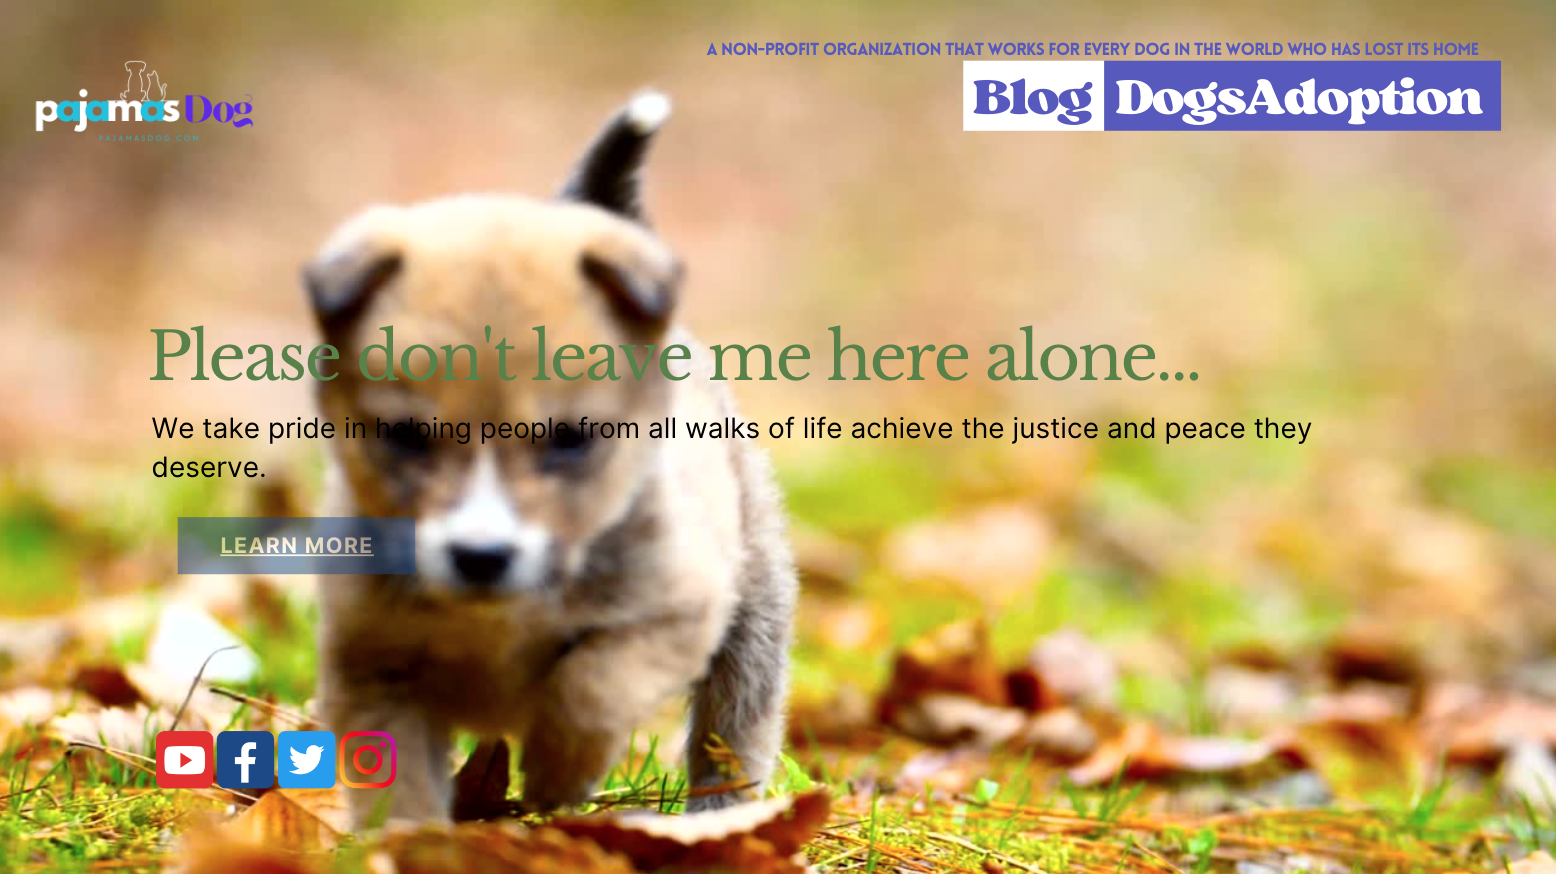 A NON-PROFIT ORGANIZATION THAT WORKS FOR EVERY DOG IN THE WORLD WHO HAS LOST ITS HOME
Blog DogsAdoption
pajamas Dog
PAJAMASDOG.COM
Please don't leave me here alone...
We take pride in helping people from all walks of life achieve the justice and peace they
deserve.
LEARN MORE